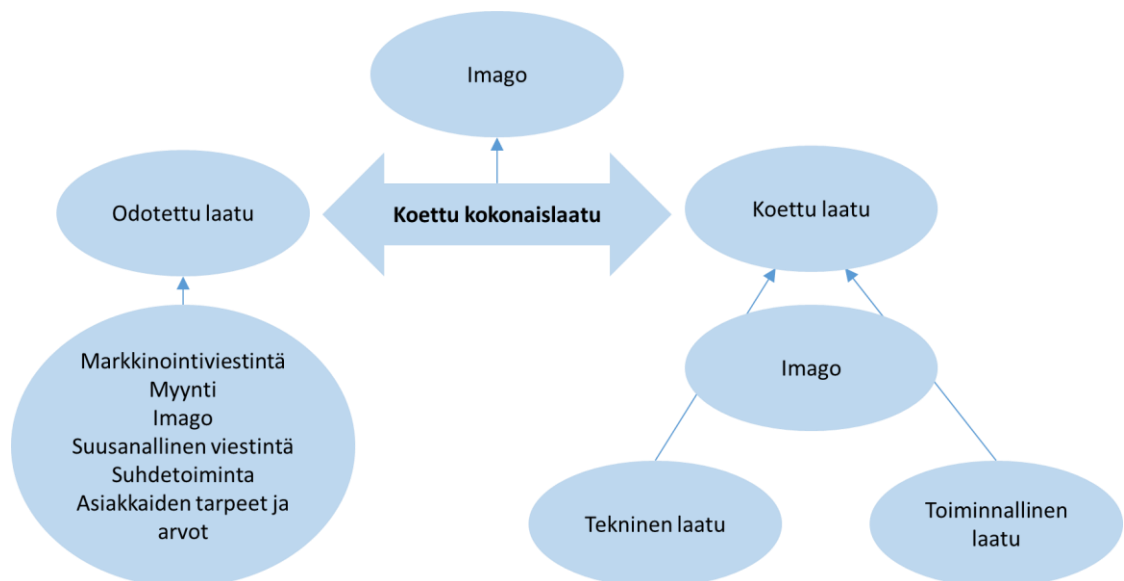 Imago
Odotettu laatu
Koettu kokonaislaatu
Koettu laatu
Markkinointiviestintä
Myynti
Imago
Suusanallinen viestintä
Suhdetoiminta
Asiakkaiden tarpeet ja
arvot
Imago
Tekninen laatu
Toiminnallinen
laatu